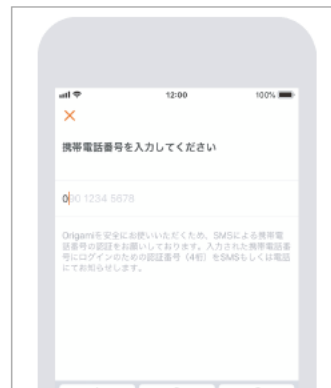 12:00 100%
携帯電話番号を入力してください
090 1234 5678
Origamiを安全にお使いいただくため、SMSによる携帯電
話番号の認証をお願いしております。入力された携帯電話番
号にログインのための認証番号（4桁）をSMSもしくは電話
にてお知らせします。